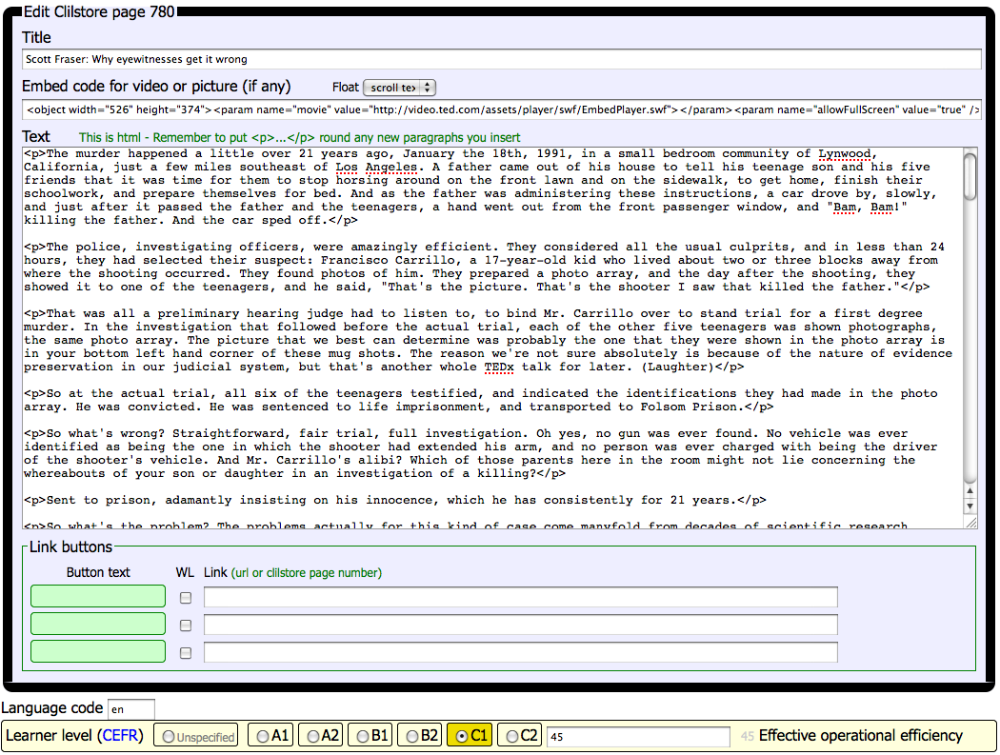 Edit Clilstore page 780
Title
Scott Fraser: Why eyewitnesses get it wrong
Embed code for video or picture (if any) Float scroll tex
<object width="526" height="374"><param name="movie" value="http://video.ted.com/assets/player/swf/EmbedPlayer.swf"></param><param name="allowFullScreen" value="true" />
Text This is html - Remember to put <p>...</p> round any new paragraphs you insert
<p>The murder happened a little over 21 years ago, January the 18th, 1991, in a small bedroom community of Lynwood,
California, just a few miles southeast of Los Angeles. A father came out of his house to tell his teenage son and his five
friends that it was time for them to stop horsing around on the front lawn and on the sidewalk, to get home, finish their
schoolwork, and prepare themselves for bed. And as the father was administering these instructions, a car drove by, slowly,
and just after it passed the father and the teenagers, a hand went out from the front passenger window, and "Bam, Bam!"
killing the father. And the car sped off.</p>
<p>The police, investigating officers, were amazingly efficient. They considered all the usual culprits, and in less than 24
hours, they had selected their suspect: Francisco Carrillo, a 17-year-old kid who lived about two or three blocks away from
where the shooting occurred. They found photos of him. They prepared a photo array, and the day after the shooting, they
showed it to one of the teenagers, and he said, "That's the picture. That's the shooter I saw that killed the father."</p>
<p>That was all a preliminary hearing judge had to listen to, to bind Mr. Carrillo over to stand trial for a first degree
murder. In the investigation that followed before the actual trial, each of the other five teenagers was shown photographs,
the same photo array. The picture that we best can determine was probably the one that they were shown in the photo array is
in your bottom left hand corner of these mug shots. The reason we're not sure absolutely is because of the nature of evidence
preservation in our judicial system, but that's another whole TEDx talk for later. (Laughter)</p>
<p>So at the actual trial, all six of the teenagers testified, and indicated the identifications they had made in the photo
array. He was convicted. He was sentenced to life imprisonment, and transported to Folsom Prison.</p>
<p>So what's wrong? Straightforward, fair trial, full investigation. Oh yes, no gun was ever found. No vehicle was ever
identified as being the one in which the shooter had extended his arm, and no person was ever charged with being the driver
of the shooter's vehicle. And Mr. Carrillo's alibi? Which of those parents here in the room might not lie concerning the
whereabouts of your son or daughter in an investigation of a killing?</p>
<p>Sent to prison, adamantly insisting on his innocence, which he has consistently for 21 years.</p>
<p>So what's the problem? The problems actually for this kind of case come manyfold from decades of scientific research
Link buttons
Button text WL Link (url or clilstore page number)
Language code en
Learner level (CEFR) Unspecified A1 A2 B1 B2 C1 C2 45 45 Effective operational efficiency